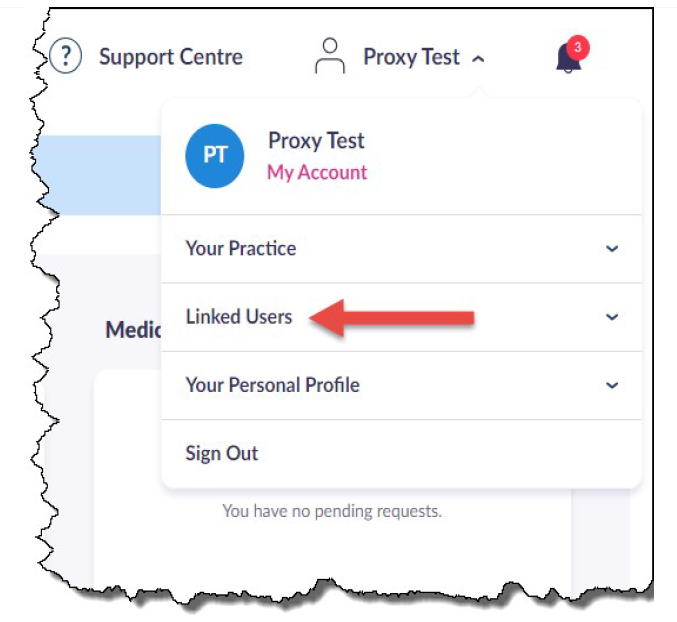 ? Support Centre Proxy Test 3
PT Proxy Test
My Account
Your Practice
Linked Users
Medic
Your Personal Profile
Sign Out
You have no pending requests.